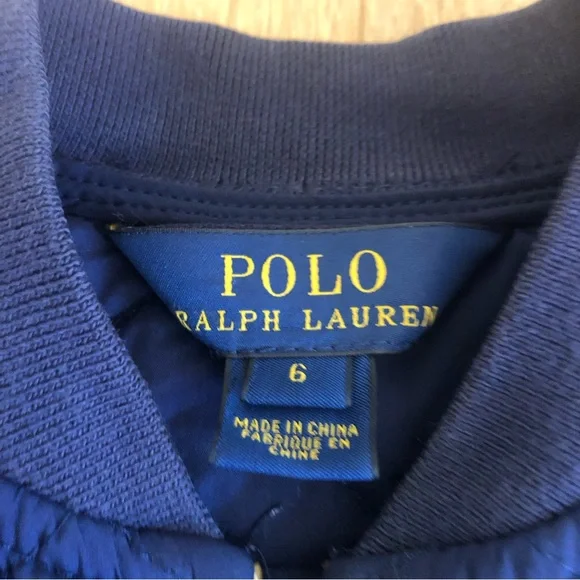 POLO
RALPH LAUREN
6
MADE IN CHINA
FABRIQUE EN
CHINE